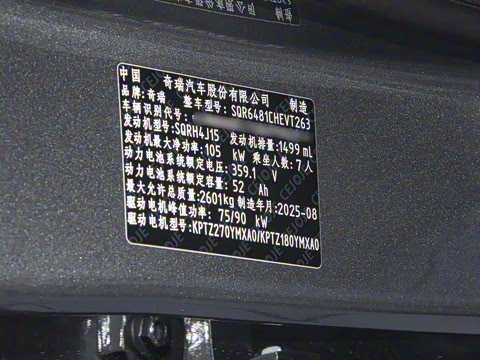 中国 奇瑞汽车股份有限公司 制造
品牌：奇瑞 整车型号：SQR6481CHEVT263
车辆识别代号：
发动机型号：SQRH4J15 发动机排量：1499 mL
发动机最大净功率：105 kW 乘坐人数：7人
动力电池系统额定电压：359.1 V
动力电池系统额定容量：52 Ah
最大允许总质量：2601kg 制造年月：2025-08
驱动电机峰值功率：75/90 kW
驱动电机型号：KPTZ270YMXA0/KPTZ180YMXA0